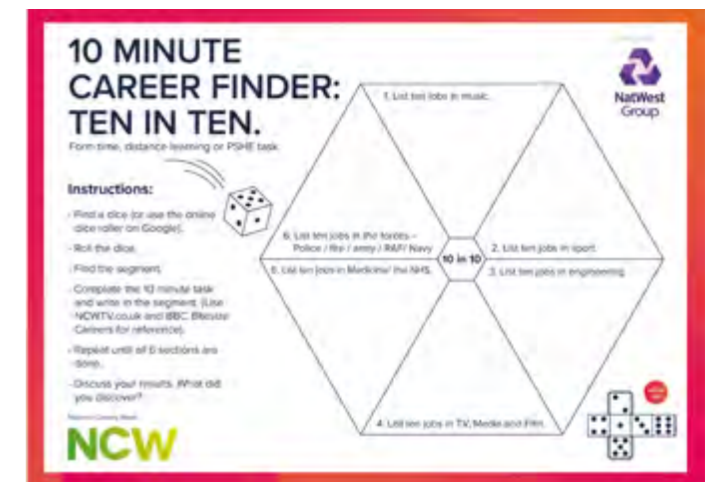 10 MINUTE
CAREER FINDER:
TEN IN TEN.
Form time, distance learning or PSHE task
Instructions:
- Find a dice (or use the online
dice roller on Google).
- Roll the dice.
- Find the segment.
- Complete the 10 minute task
and write in the segment. (Use
NCWTV.co.uk and BBC Bitesize
Careers for reference).
- Repeat until all 6 sections are
done.
- Discuss your results. What did
you discover?
NCW
NatWest
Group
1. List ten jobs in music.
6. List ten jobs in the forces –
Police / fire / army / RAF/ Navy
2. List ten jobs in sport.
10 in 10
5. List ten jobs in Medicine/ the NHS.
3. List ten jobs in engineering.
4. List ten jobs in TV, Media and Film.